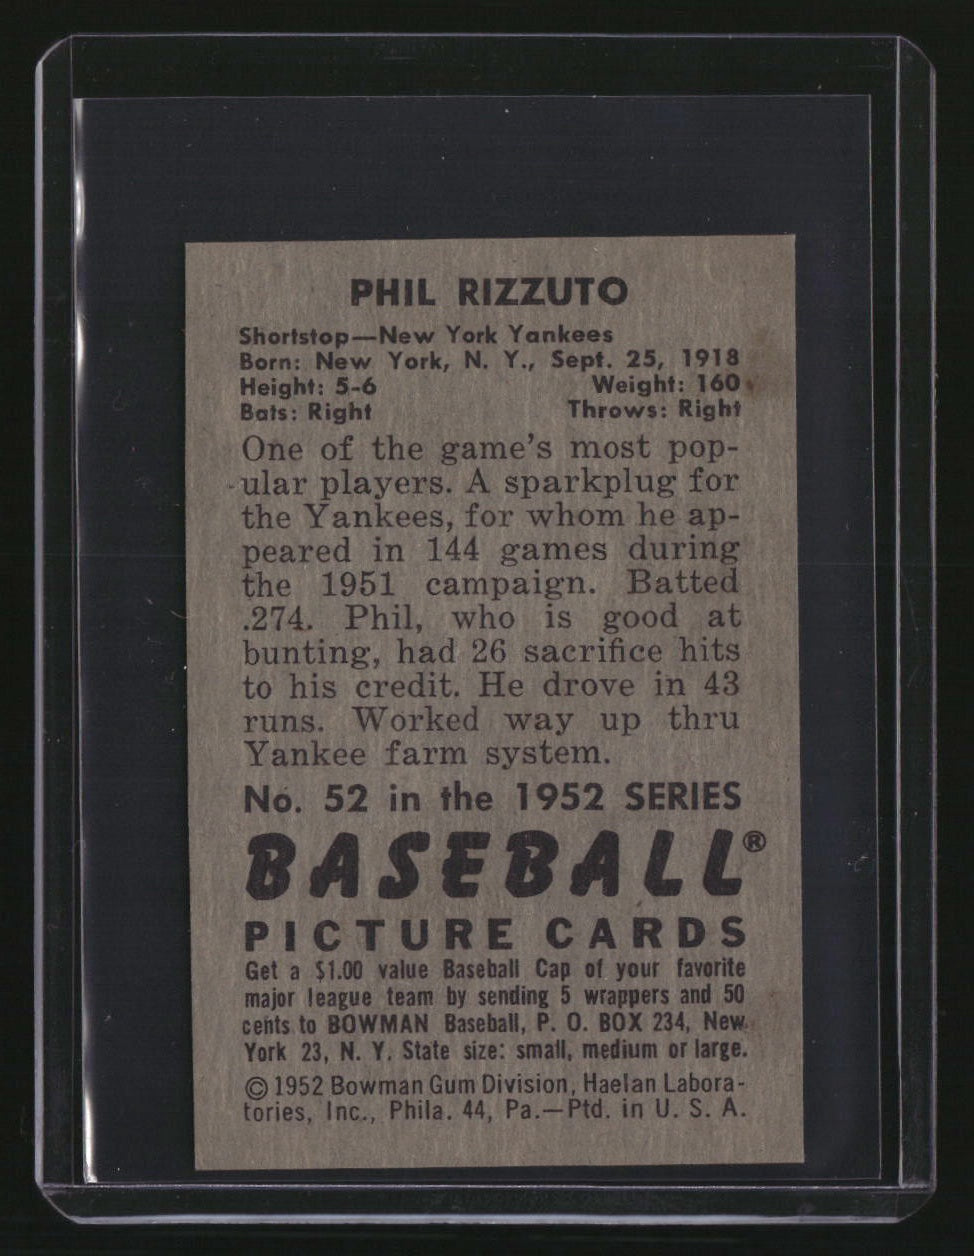 PHIL RIZZUTO
Shortstop—New York Yankees
Born: New York, N. Y., Sept. 25, 1918
Height: 5-6 Weight: 160
Bats: Right Throws: Right
One of the game's most pop-
ular players. A sparkplug for
the Yankees, for whom he ap-
peared in 144 games during
the 1951 campaign. Batted
.274. Phil, who is good at
bunting, had 26 sacrifice hits
to his credit. He drove in 43
runs. Worked way up thru
Yankee farm system.
No. 52 in the 1952 SERIES
BASEBALL®
PICTURE CARDS
Get a $1.00 value Baseball Cap of your favorite
major league team by sending 5 wrappers and 50
cents to BOWMAN Baseball, P. O. BOX 234, New
York 23, N. Y. State size: small, medium or large.
© 1952 Bowman Gum Division, Haelan Labora-
tories, Inc., Phila. 44, Pa.—Ptd. in U. S. A.